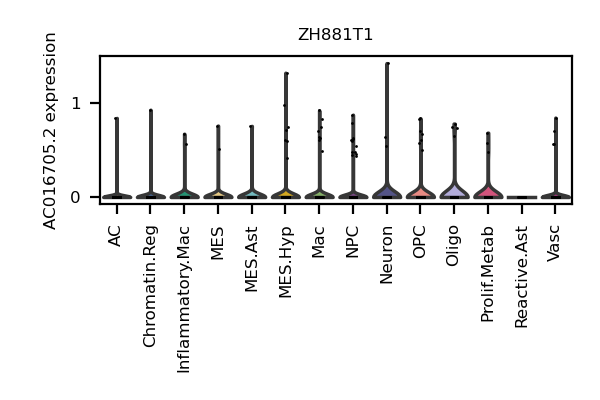 ZH881T1
AC016705.2 expression
1
0
AC
Chromatin.Reg
Inflammatory.Mac
MES
MES.Ast
MES.Hyp
Mac
NPC
Neuron
OPC
Oligo
Prolif.Metab
Reactive.Ast
Vasc